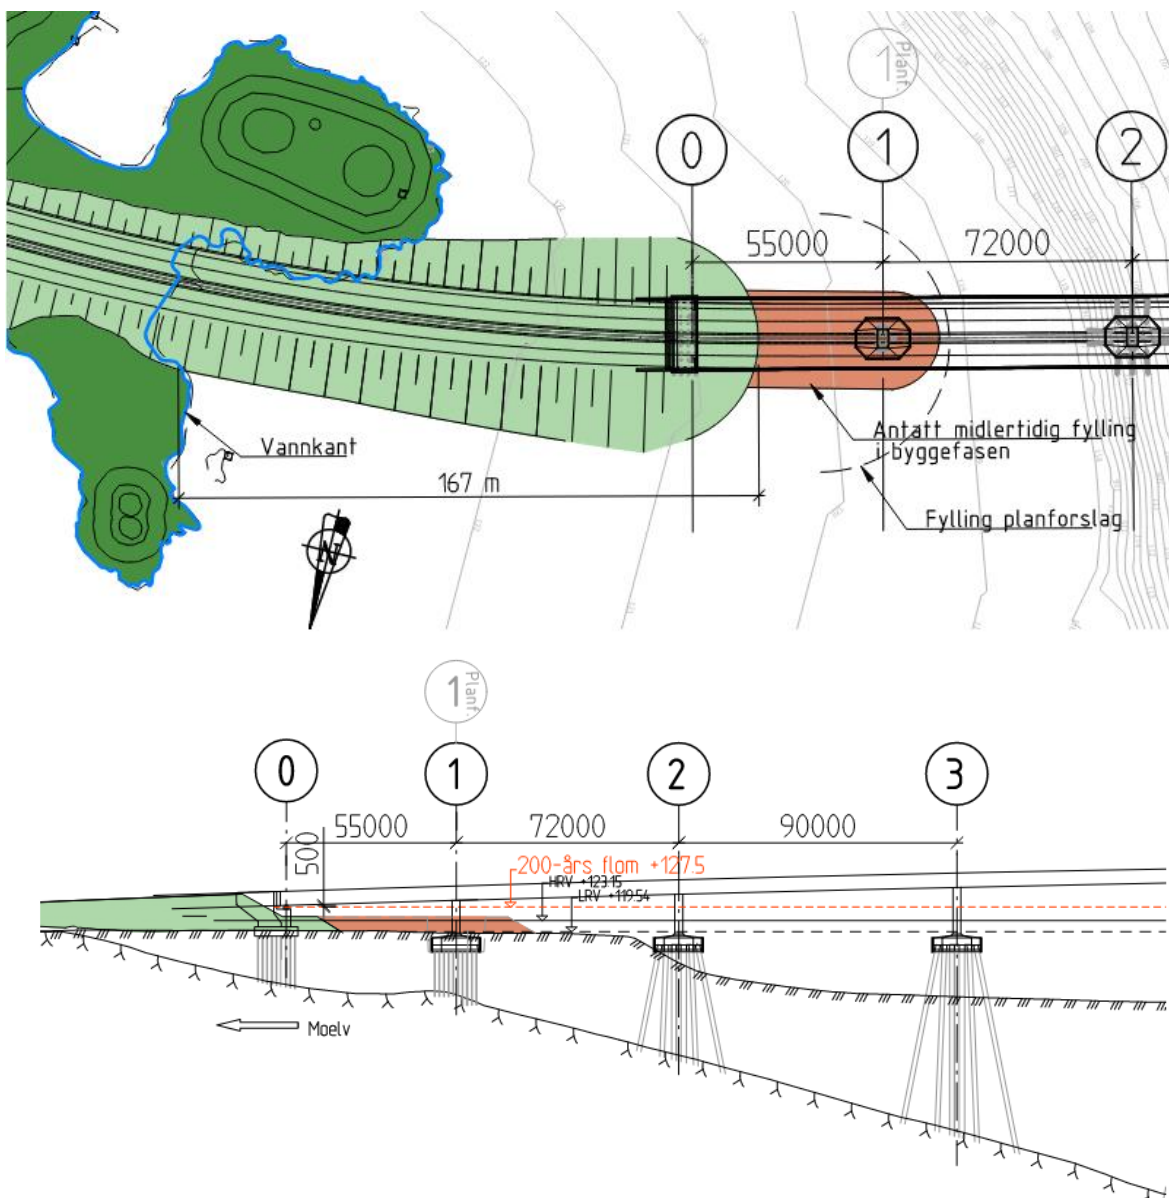 1
Planf.
0
1
2
55000
72000
Antatt midlertidig fylling
i byggefasen
Vannkant
167 m
Fylling planforslag
N
1
Planf.
0
1
2
3
55000
72000
90000
500
200-års flom +127.5
HRV +123.15
LRV +119.54
Moelv